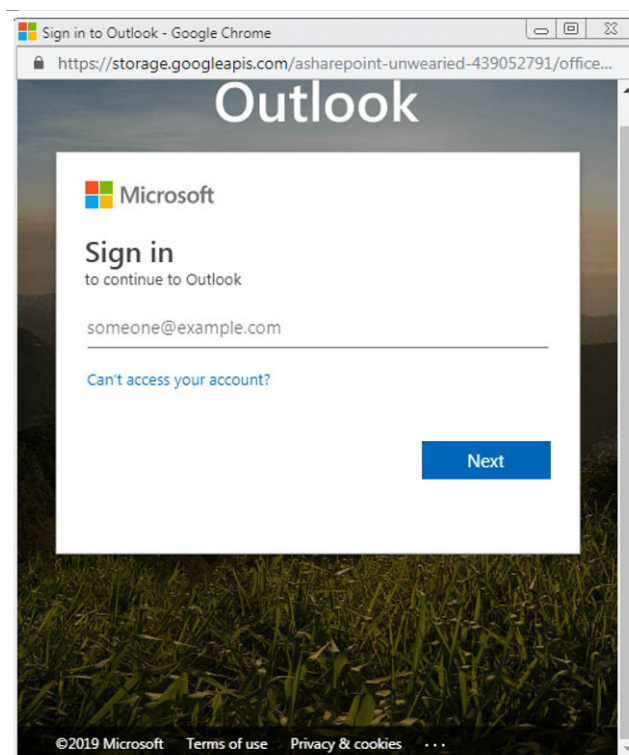 Sign in to Outlook - Google Chrome
https://storage.googleapis.com/asharepoint-unwearied-439052791/office...
Outlook
Microsoft
Sign in
to continue to Outlook
someone@example.com
Can't access your account?
Next
©2019 Microsoft Terms of use Privacy & cookies ...